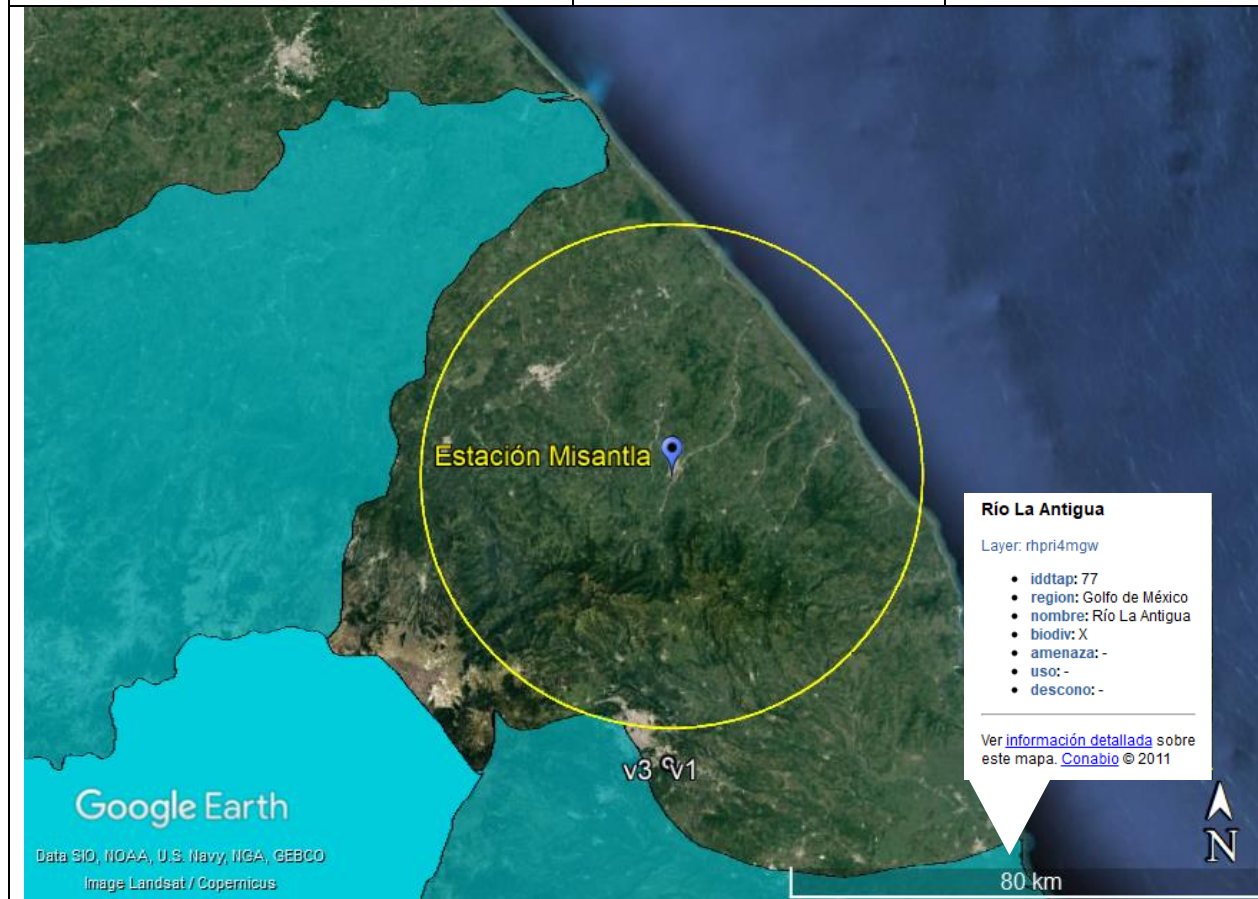 Estación Misantla
Río La Antigua
Layer: rhpri4mgw
iddtap: 77
region: Golfo de México
nombre: Río La Antigua
biodiv: X
amenaza: -
uso: -
descono: -
Ver información detallada sobre
este mapa. Conabio © 2011
v3 v1
Google Earth
Data SIO, NOAA, U.S. Navy, NGA, GEBCO
Image Landsat / Copernicus
N
80 km